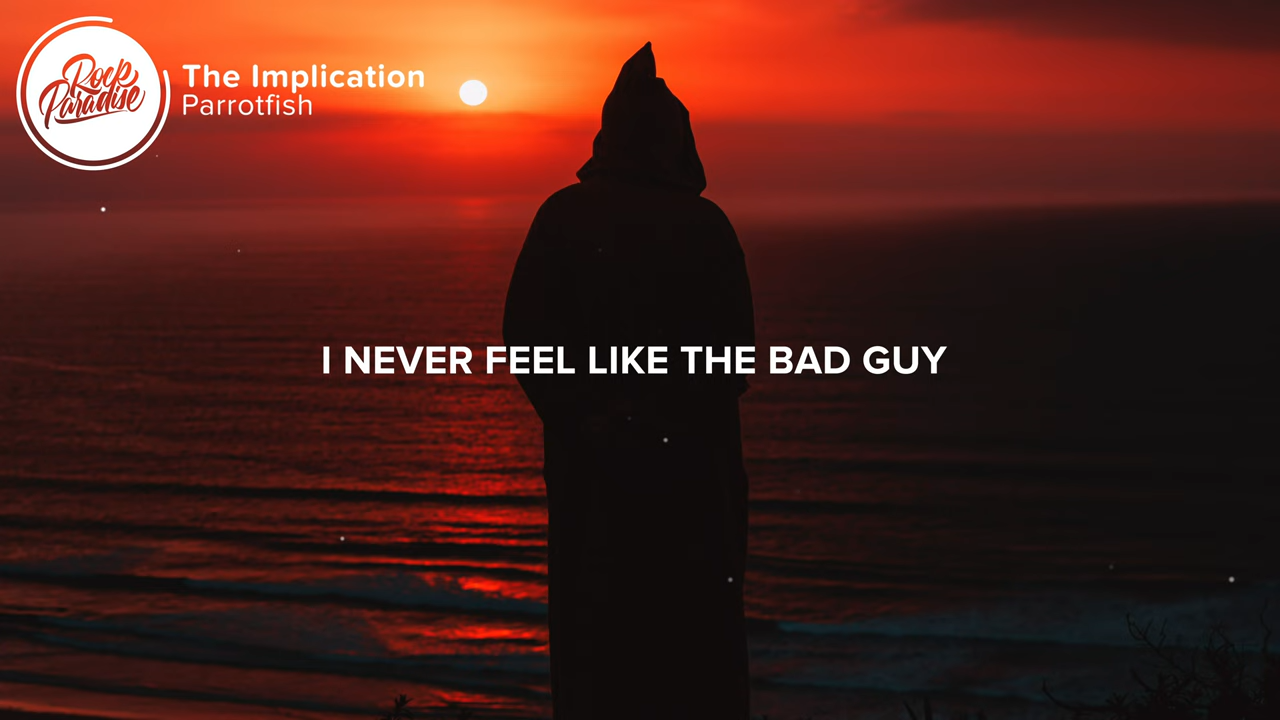 Rock
Paradise
The Implication
Parrotfish
I NEVER FEEL LIKE THE BAD GUY